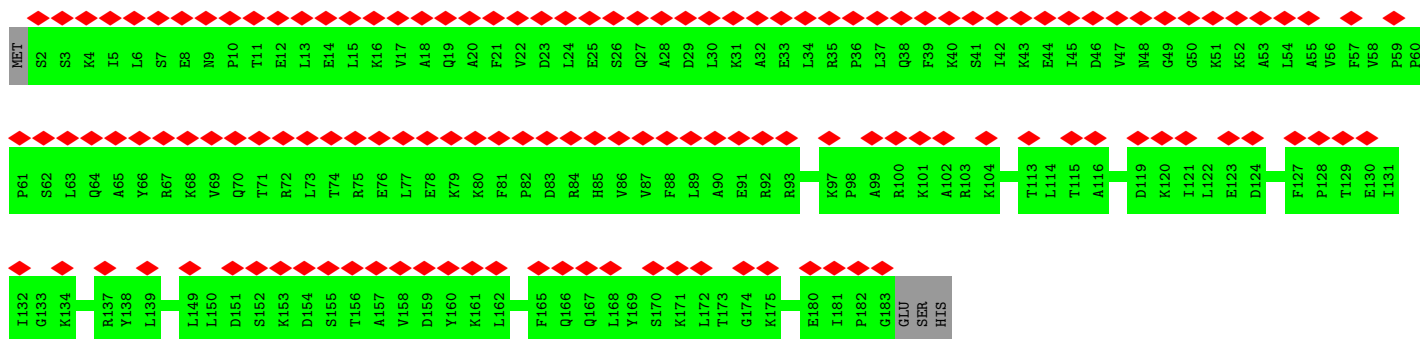 MET S2 S3 K4 I5 L6 S7 E8 N9 P10 T11 E12 L13 E14 L15 K16 V17 A18 Q19 A20 F21 V22 D23 L24 E25 S26 Q27 A28 D29 L30 K31 A32 E33 L34 R35 P36 L37 Q38 F39 K40 S41 I42 K43 E44 I45 D46 V47 N48 G49 G50 K51 K52 A53 L54 A55 V56 F57 V58 P59 P60
P61 S62 L63 Q64 A65 Y66 R67 K68 V69 Q70 T71 R72 L73 T74 R75 E76 L77 E78 K79 K80 F81 P82 D83 R84 H85 V86 V87 F88 L89 A90 E91 R92 R93 K97 P98 A99 R100 K101 A102 R103 K104 T113 L114 T115 A116 D119 K120 I121 L122 E123 D124 F127 P128 T129 E130 I131
I132 G133 K134 R137 Y138 L139 L149 L150 D151 S152 K153 D154 S155 T156 A157 V158 D159 Y160 K161 L162 F165 Q166 Q167 L168 Y169 S170 K171 L172 T173 G174 K175 E180 I181 P182 G183 GLU SER HIS